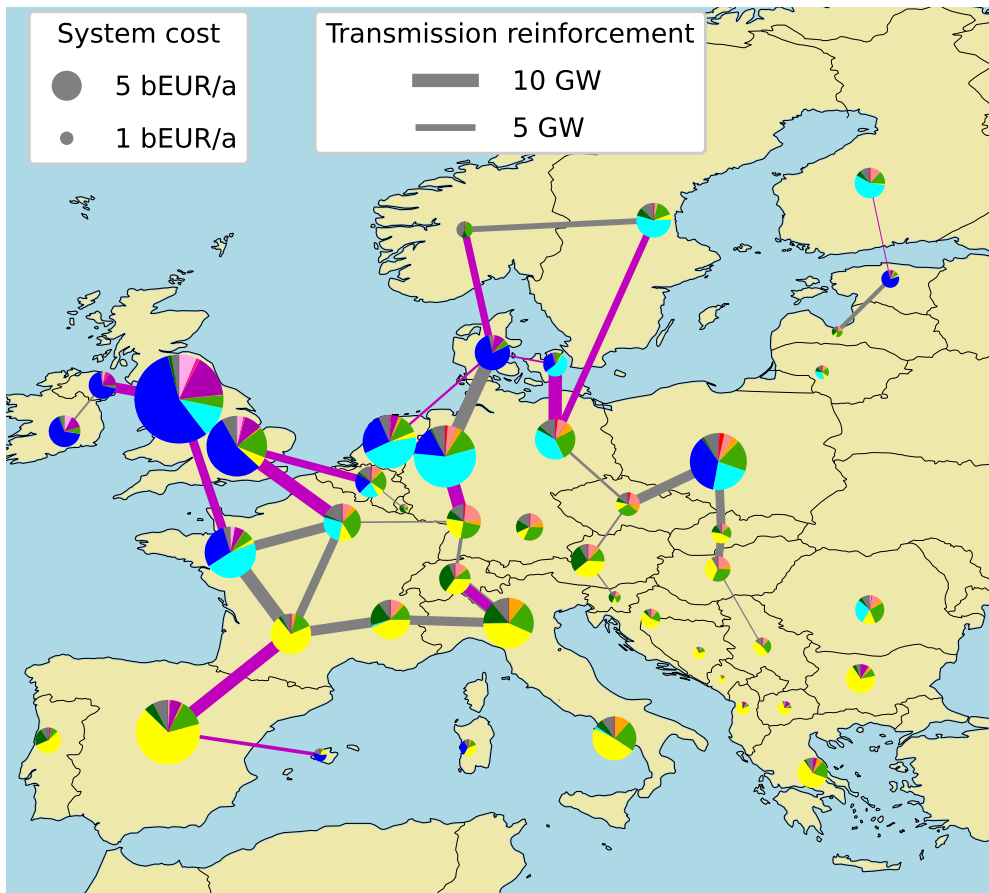 System cost
5 bEUR/a
1 bEUR/a
Transmission reinforcement
10 GW
5 GW